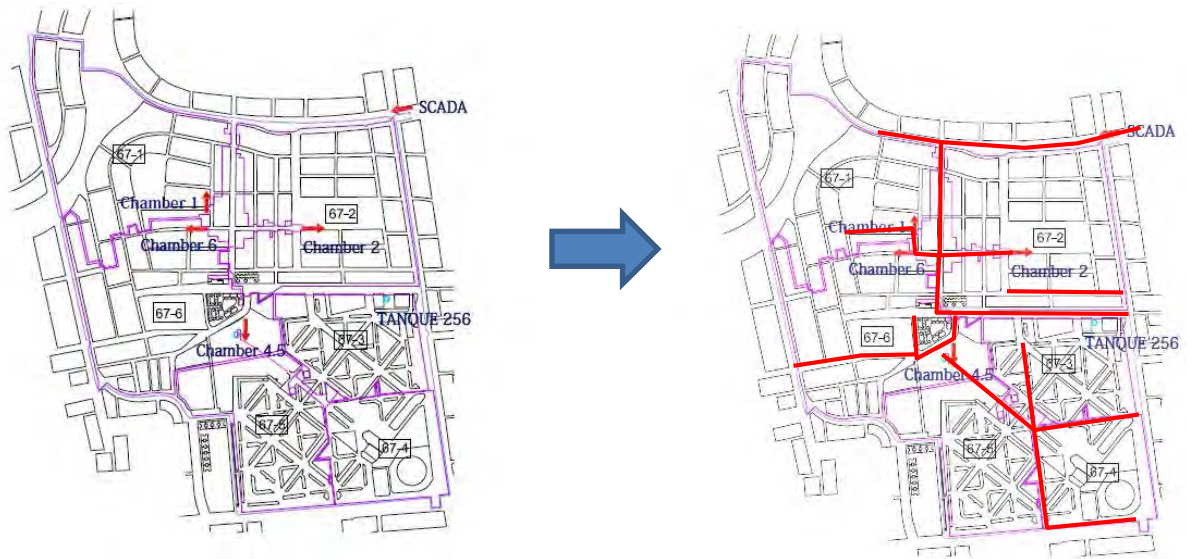 SCADA
67-1
Chamber 1
67-2
Chamber 6
Chamber 2
67-6
TANQUE 256
67-3
Chamber 4.5
67-5
67-4
SCADA
67-1
Chamber 1
67-2
Chamber 6
Chamber 2
67-6
TANQUE 256
67-3
Chamber 4.5
67-5
67-4